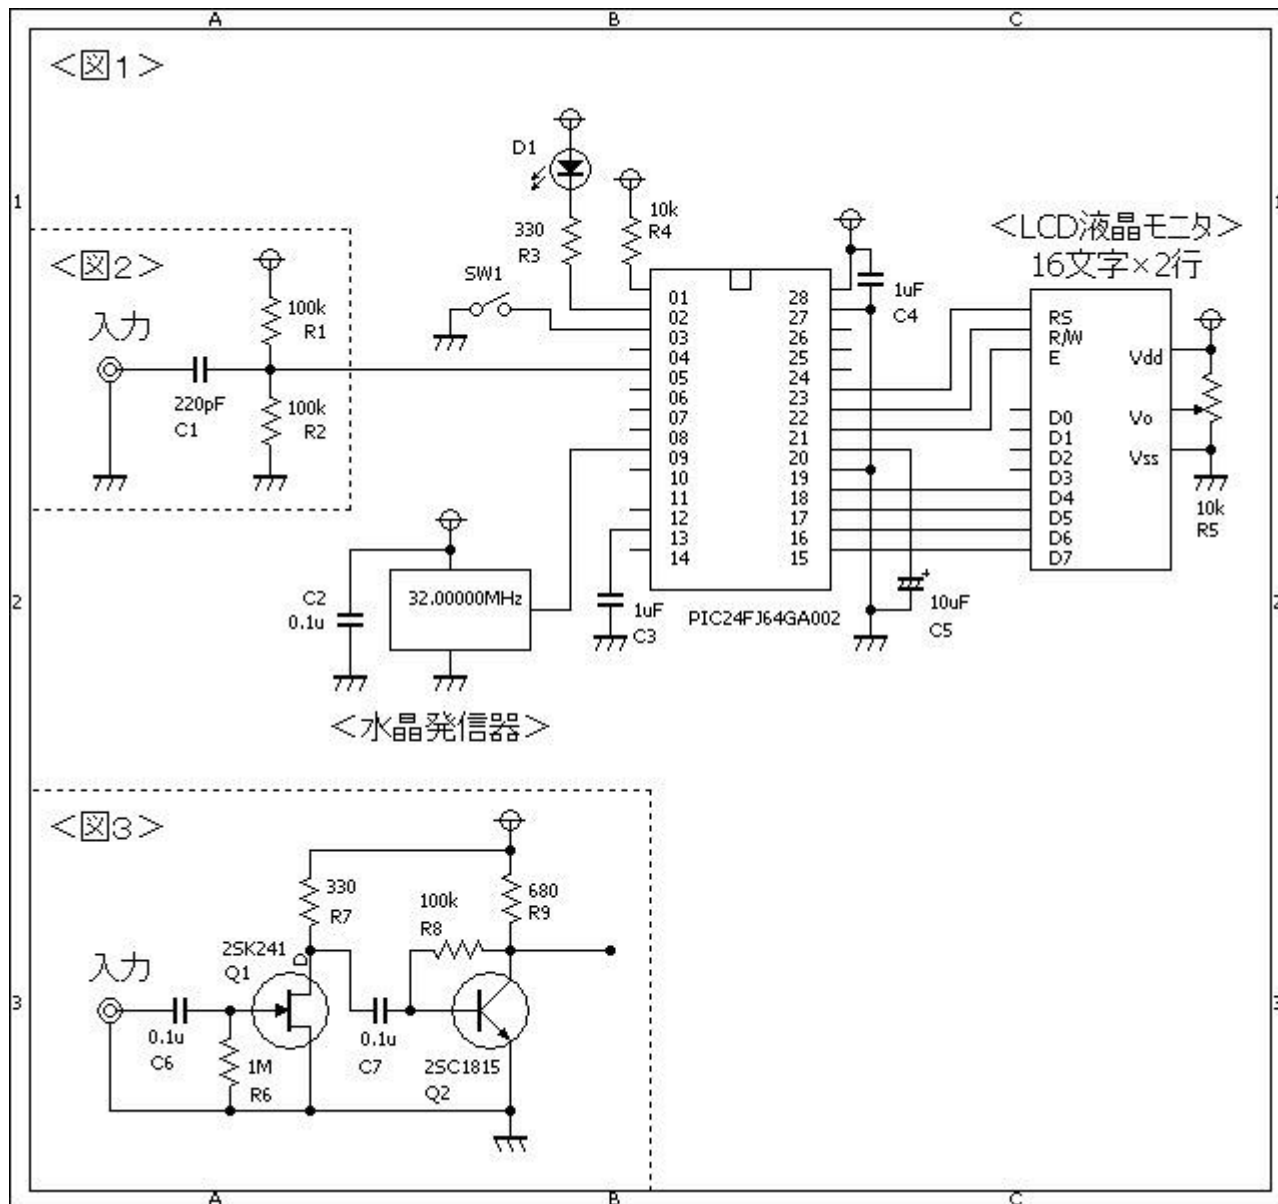 A B C
<図1>
D1
10k
R4
330
R3
1
1
<LCD液晶モニタ>
16文字×2行
<図2>
SW1
入力
100k
R1
220pF
C1
100k
R2
01
02
03
04
05
06
07
08
09
10
11
12
13
14
28
27
26
25
24
23
22
21
20
19
18
17
16
15
PIC24FJ64GA002
1uF
C4
RS
R/W
E
D0
D1
D2
D3
D4
D5
D6
D7
Vdd
Vo
Vss
10k
R5
2
2
C2
0.1u
32.00000MHz
1uF
C3
+
10uF
C5
<水晶発信器>
<図3>
330
R7
100k
R8
680
R9
2SK241
Q1
D
入力
3
3
0.1u
C6
1M
R6
0.1u
C7
2SC1815
Q2
A B C